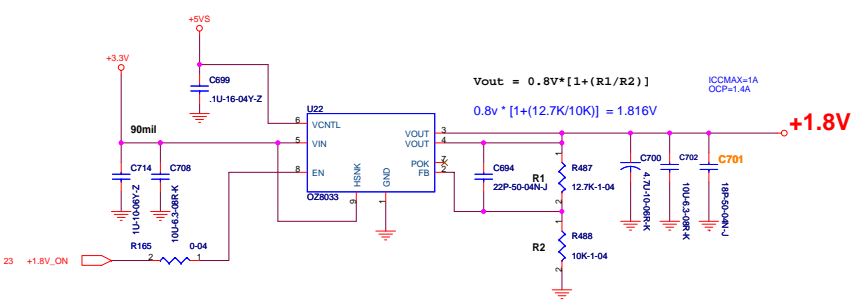 +5VS
+3.3V
C699
.1U-16-04Y-Z
Vout = 0.8V*[1+(R1/R2)]
ICCMAX=1A
OCP=1.4A
0.8v * [1+(12.7K/10K)] = 1.816V
U22
+1.8V
90mil
6 VCNTL
5 VIN
8 EN
VOUT 3
VOUT 4
POK 7
FB 2
HSNK
GND
9
1
OZ8033
C714
1U-10-06Y-Z
C708
10U-6.3-08R-K
C694
22P-50-04N-J
R1
1
R487
12.7K-1-04
2
C700
4.7U-10-06R-K
C702
10U-6.3-08R-K
C701
18P-50-04N-J
R2
1
R488
10K-1-04
2
R165
0-04
23 +1.8V_ON
2
1